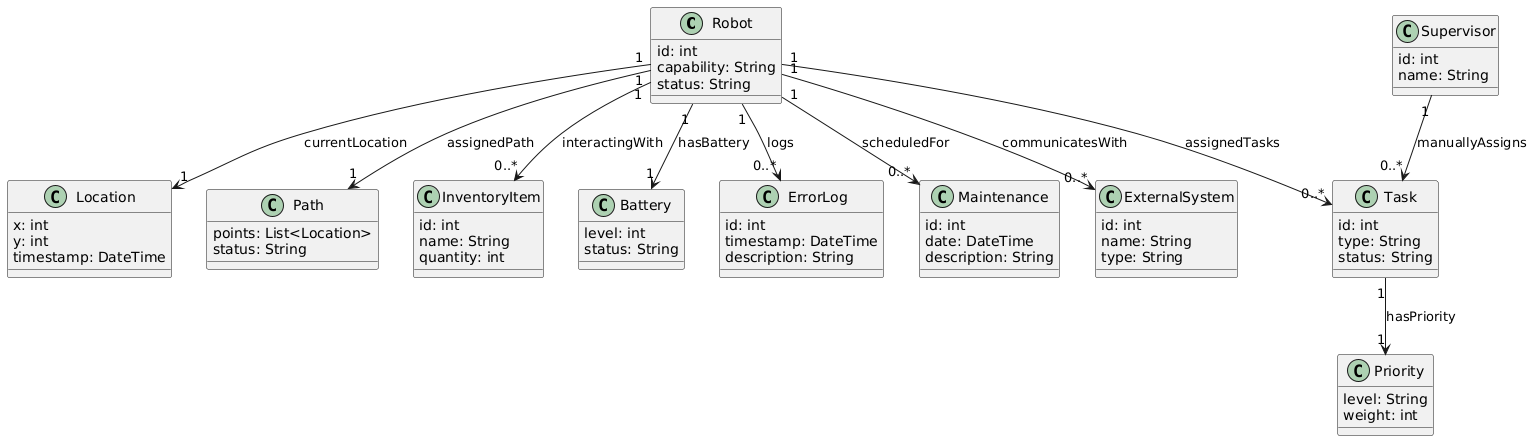 C Robot
id: int
capability: String
status: String
C Supervisor
id: int
name: String
1
1
1
1
1
1
1
1
1
1
currentLocation
assignedPath
interactingWith
hasBattery
logs
scheduledFor
communicatesWith
assignedTasks
manuallyAssigns
1
1
0..*
1
0..*
0..*
0..*
0..*
0..*
C Location
x: int
y: int
timestamp: DateTime
C Path
points: List<Location>
status: String
C InventoryItem
id: int
name: String
quantity: int
C Battery
level: int
status: String
C ErrorLog
id: int
timestamp: DateTime
description: String
C Maintenance
id: int
date: DateTime
description: String
C ExternalSystem
id: int
name: String
type: String
C Task
id: int
type: String
status: String
1
hasPriority
1
C Priority
level: String
weight: int